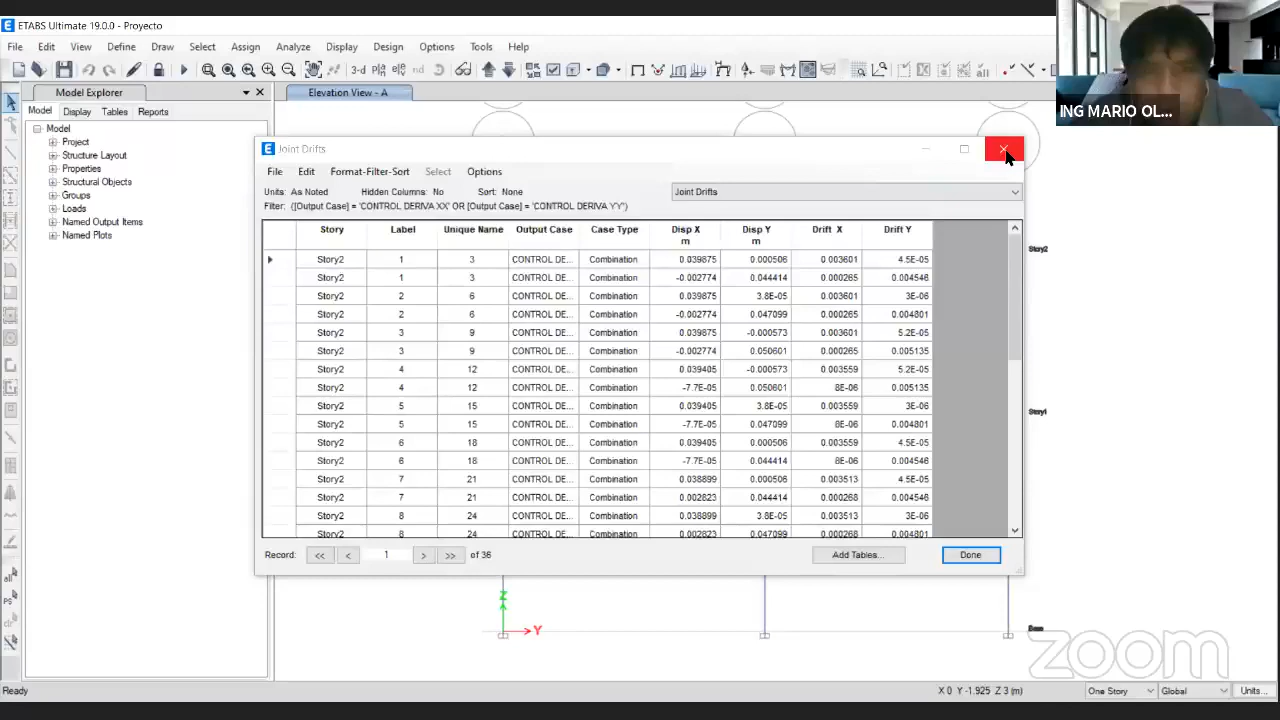 ETABS Ultimate 19.0.0 - Proyecto
File Edit View Define Draw Select Assign Analyze Display Design Options Tools Help
ING MARIO OL...
Model Explorer
Elevation View - A
Model Display Tables Reports
Model
Project
Structure Layout
Properties
Structural Objects
Groups
Loads
Named Output Items
Named Plots
Joint Drifts
File Edit Format-Filter-Sort Select Options
Units: As Noted Hidden Columns: No Sort: None Joint Drifts
Filter: ([Output Case] = 'CONTROL DERIVA XX' OR [Output Case] = 'CONTROL DERIVA YY')
Story Label Unique Name Output Case Case Type Disp X Disp Y Drift X Drift Y
m m
Story2 1 3 CONTROL DE... Combination 0.039875 0.000506 0.003601 4.5E-05
Story2 1 3 CONTROL DE... Combination -0.002774 0.044414 0.000265 0.004546
Story2 2 6 CONTROL DE... Combination 0.039875 3.8E-05 0.003601 3E-06
Story2 2 6 CONTROL DE... Combination -0.002774 0.047099 0.000265 0.004801
Story2 3 9 CONTROL DE... Combination 0.039875 -0.000573 0.003601 5.2E-05
Story2 3 9 CONTROL DE... Combination -0.002774 0.050601 0.000265 0.005135
Story2 4 12 CONTROL DE... Combination 0.039405 -0.000573 0.003559 5.2E-05
Story2 4 12 CONTROL DE... Combination -7.7E-05 0.050601 8E-06 0.005135
Story2 5 15 CONTROL DE... Combination 0.039405 3.8E-05 0.003559 3E-06
Story2 5 15 CONTROL DE... Combination -7.7E-05 0.047099 8E-06 0.004801
Story2 6 18 CONTROL DE... Combination 0.039405 0.000506 0.003559 4.5E-05
Story2 6 18 CONTROL DE... Combination -7.7E-05 0.044414 8E-06 0.004546
Story2 7 21 CONTROL DE... Combination 0.038899 0.000506 0.003513 4.5E-05
Story2 7 21 CONTROL DE... Combination 0.002823 0.044414 0.000268 0.004546
Story2 8 24 CONTROL DE... Combination 0.038899 3.8E-05 0.003513 3E-06
Story2 8 24 CONTROL DE... Combination 0.002823 0.047099 0.000268 0.004801
Record: << < 1 > >> of 36 Add Tables... Done
Story2
Story1
Base
Z
Y
zoom
Ready X 0 Y -1.925 Z 3 (m) One Story Global Units...